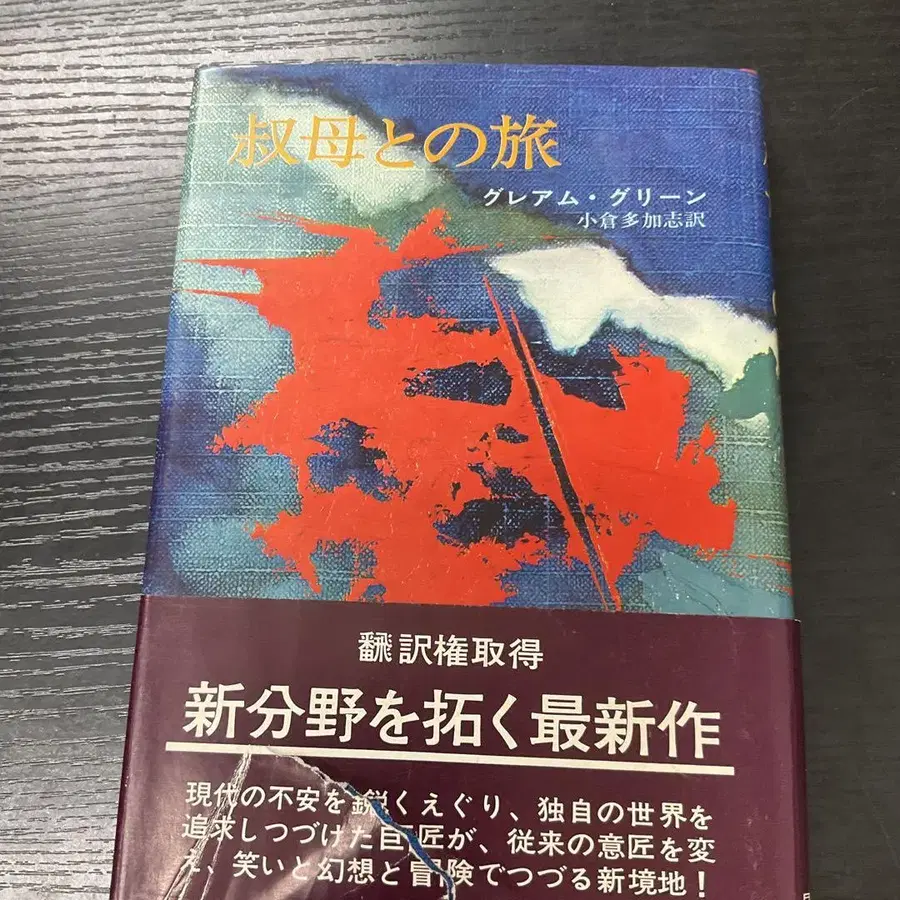 叔母との旅
グレアム・グリーン
小倉多加志訳
飜訳権取得
新分野を拓く最新作
現代の不安を鋭くえぐり、独自の世界を
追求しつづけた巨匠が、従来の意匠を変
え、笑いと幻想と冒険でつづる新境地！